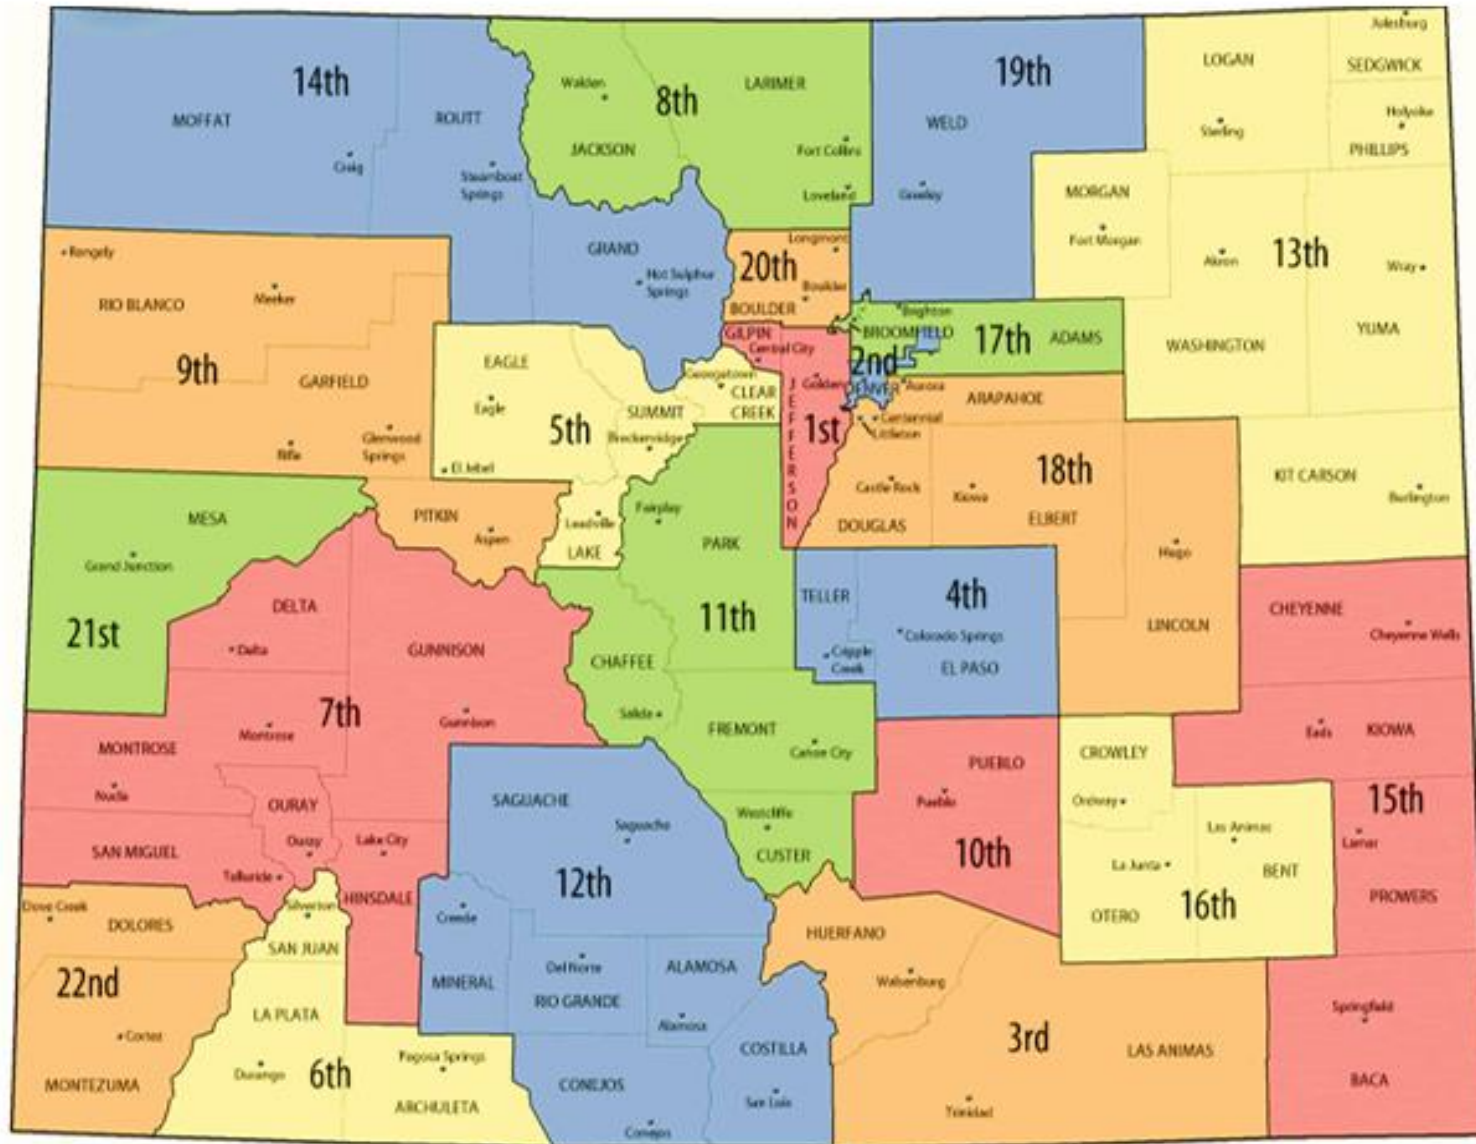 Julesburg
LOGAN
SEDGWICK
14th
19th
8th
LARIMER
Walden
MOFFAT
ROUTT
WELD
Holyoke
Sterling
JACKSON
Fort Collins
PHILLIPS
Craig
Steamboat
Springs
Loveland
Greeley
MORGAN
Fort Morgan
Longmont
GRAND
13th
Rangely
20th
Akron
Wray
Hot Sulphur
Springs
Boulder
RIO BLANCO
Meeker
BOULDER
Brighton
GILPIN
BROOMFIELD
17th
ADAMS
YUMA
Central City
WASHINGTON
EAGLE
2nd
9th
GARFIELD
Georgetown
CLEAR
CREEK
JEFFERSON
Golden
DENVER
Aurora
ARAPAHOE
Eagle
SUMMIT
5th
1st
Centennial
Littleton
Breckenridge
Glenwood
Springs
Rifle
El Jebel
18th
KIT CARSON
Castle Rock
Kiowa
Burlington
MESA
PITKIN
Fairplay
Leadville
DOUGLAS
ELBERT
Aspen
LAKE
PARK
Hugo
Grand Junction
TELLER
4th
DELTA
CHEYENNE
21st
11th
LINCOLN
Colorado Springs
Cheyenne Wells
Delta
GUNNISON
CHAFFEE
Cripple
Creek
EL PASO
7th
Gunnison
Salida
Montrose
FREMONT
Eads
KIOWA
MONTROSE
Canon City
CROWLEY
PUEBLO
Nucla
OURAY
SAGUACHE
Pueblo
Ordway
15th
Westcliffe
Saguache
Las Animas
Lamar
SAN MIGUEL
Ouray
Lake City
CUSTER
10th
La Junta
BENT
Telluride
12th
HINSDALE
PROWERS
Silverton
16th
Dove Creek
Creede
OTERO
DOLORES
HUERFANO
SAN JUAN
Del Norte
ALAMOSA
22nd
MINERAL
Walsenburg
RIO GRANDE
Springfield
LA PLATA
Alamosa
Cortez
3rd
COSTILLA
LAS ANIMAS
Pagosa Springs
Durango
6th
MONTEZUMA
CONEJOS
BACA
San Luis
ARCHULETA
Trinidad
Conejos